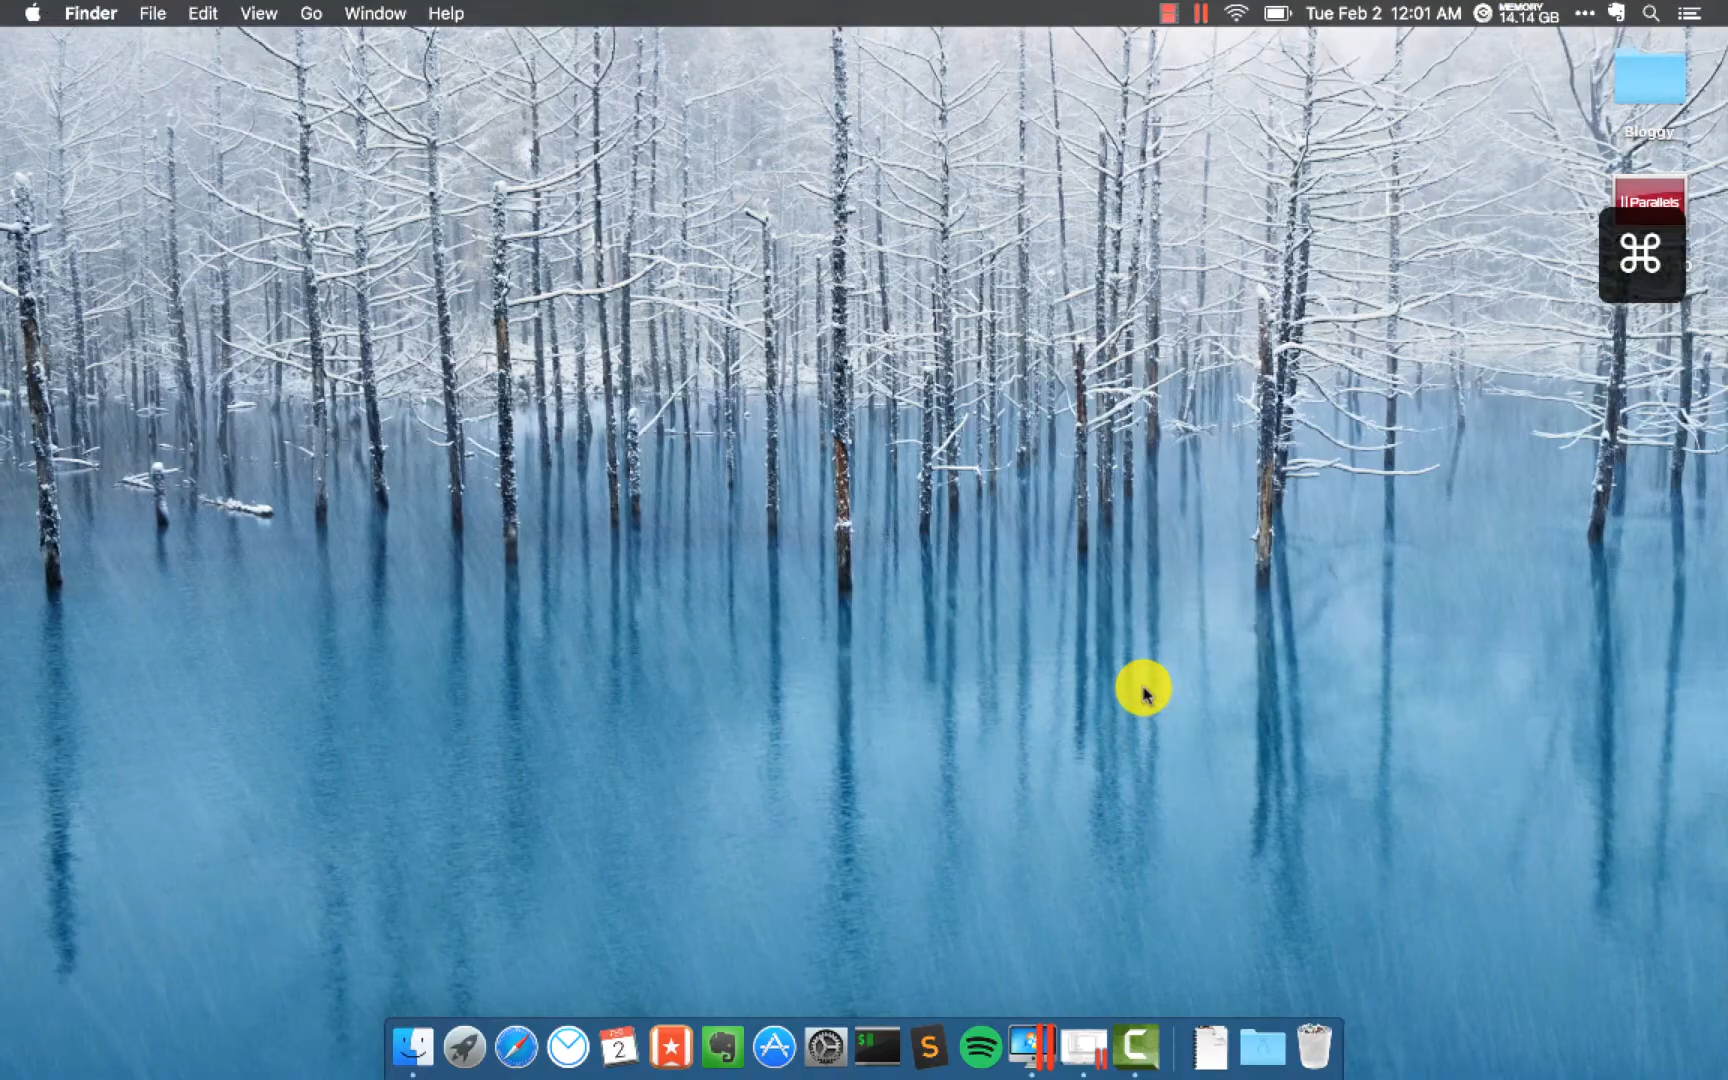 Finder File Edit View Go Window Help
Tue Feb 2 12:01 AM
MEMORY
14.14 GB
Bloggy
Parallels
⌘
2
$
S